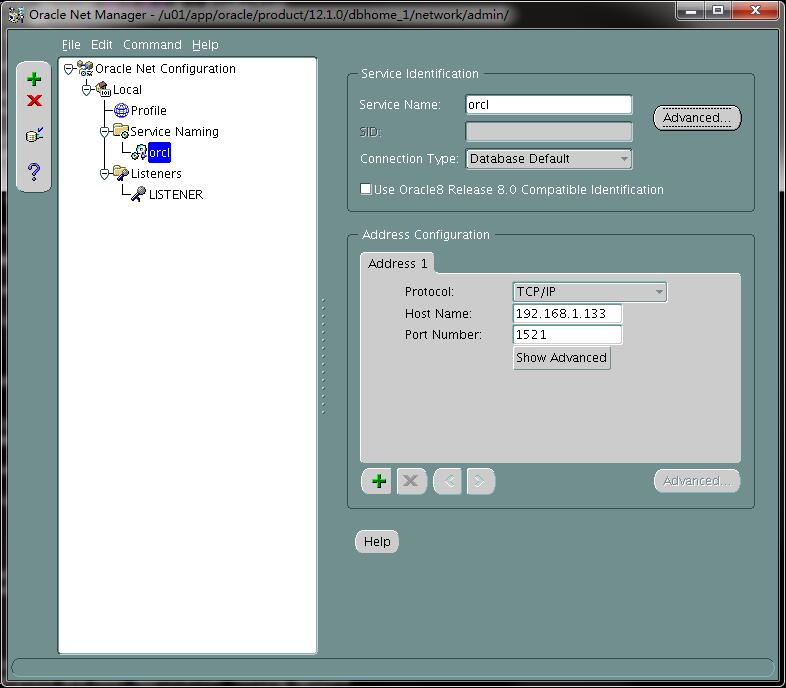 Oracle Net Manager - /u01/app/oracle/product/12.1.0/dbhome_1/network/admin/
File Edit Command Help
Oracle Net Configuration
Local
Profile
Service Naming
orcl
Listeners
LISTENER
Service Identification
Service Name: orcl
Advanced...
SID:
Connection Type: Database Default
Use Oracle8 Release 8.0 Compatible Identification
Address Configuration
Address 1
Protocol: TCP/IP
Host Name: 192.168.1.133
Port Number: 1521
Show Advanced
Advanced...
Help